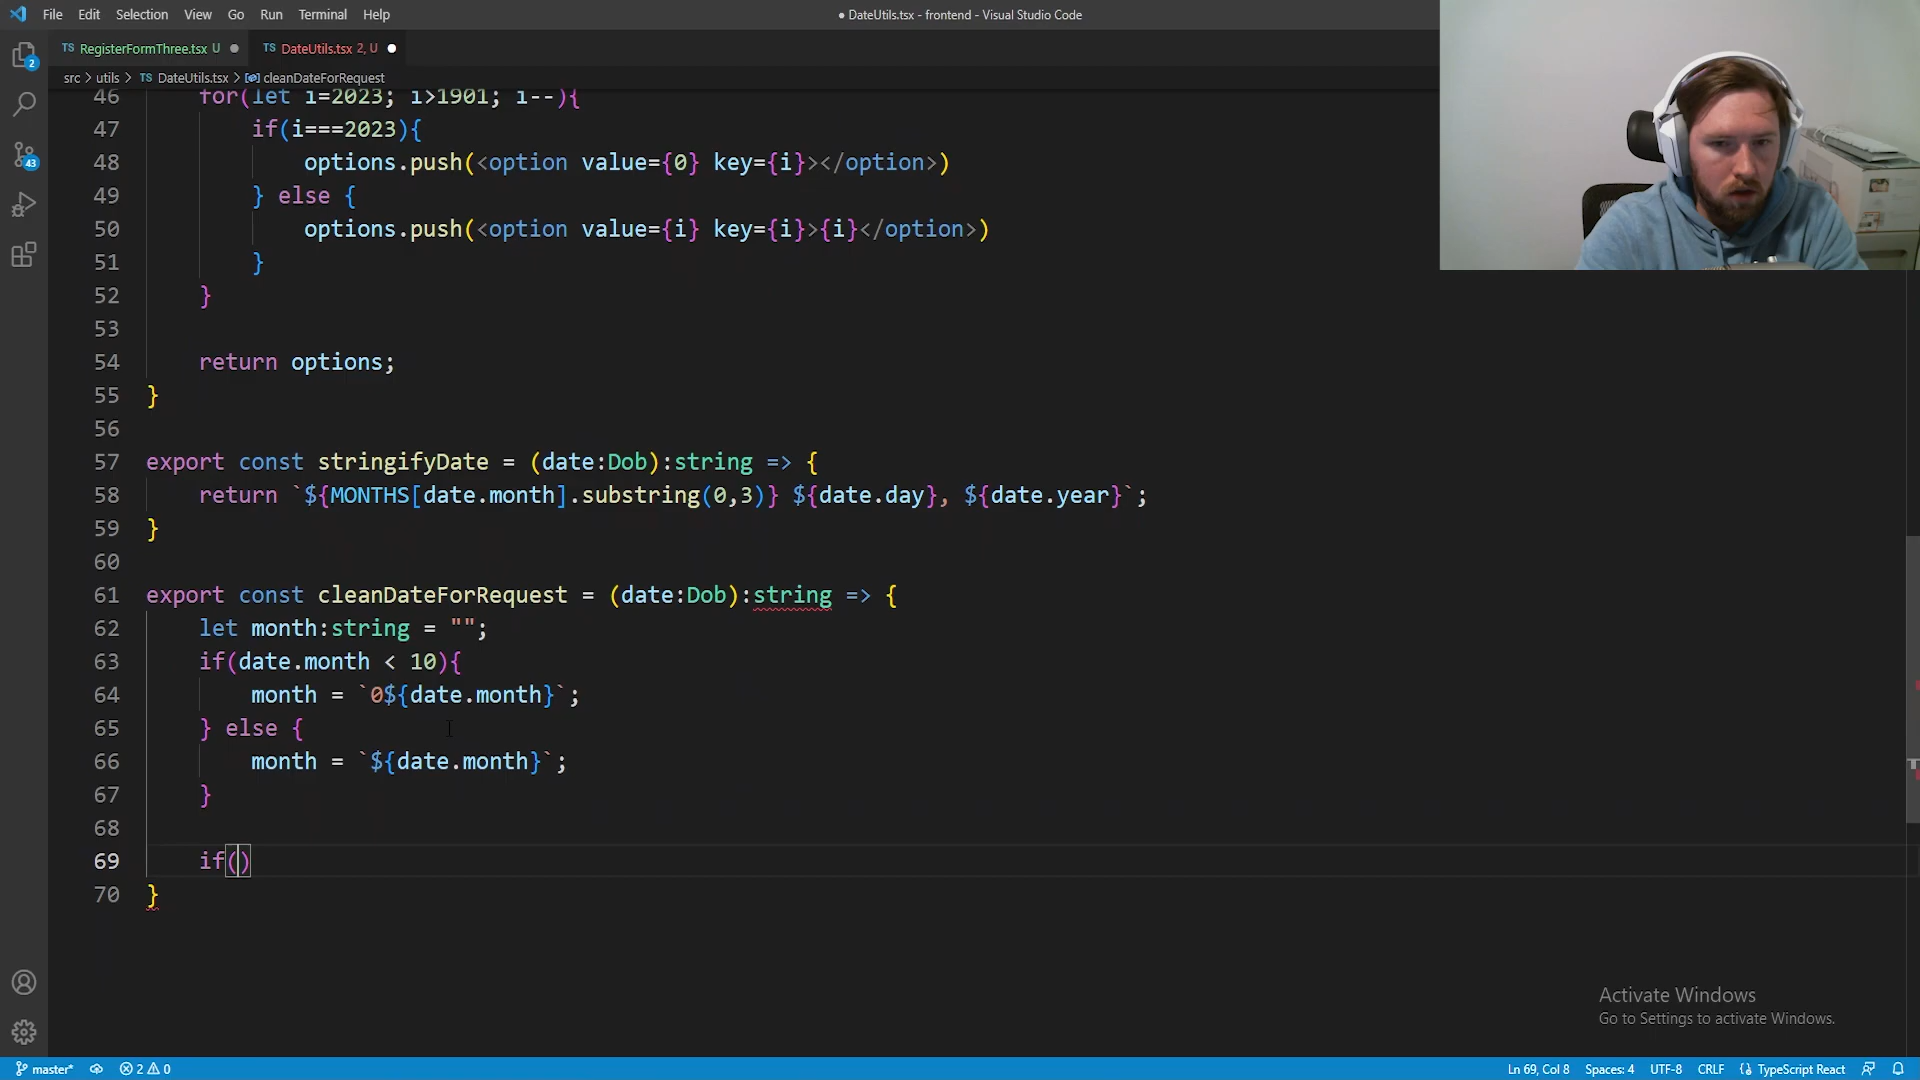 File Edit Selection View Go Run Terminal Help
● DateUtils.tsx - frontend - Visual Studio Code
TS RegisterFormThree.tsx U ● TS DateUtils.tsx 2, U ●
src > utils > TS DateUtils.tsx > cleanDateForRequest
46 for(let i=2023; i>1901; i--){
47 if(i===2023){
48 options.push(<option value={0} key={i}></option>)
49 } else {
50 options.push(<option value={i} key={i}>{i}</option>)
51 }
52 }
53
54 return options;
55 }
56
57 export const stringifyDate = (date:Dob):string => {
58 return `${MONTHS[date.month].substring(0,3)} ${date.day}, ${date.year}`;
59 }
60
61 export const cleanDateForRequest = (date:Dob):string => {
62 let month:string = "";
63 if(date.month < 10){
64 month = `0${date.month}`;
65 } else {
66 month = `${date.month}`;
67 }
68
69 if()
70 }
2
43
Activate Windows
Go to Settings to activate Windows.
master* 2 0 Ln 69, Col 8 Spaces: 4 UTF-8 CRLF {} TypeScript React